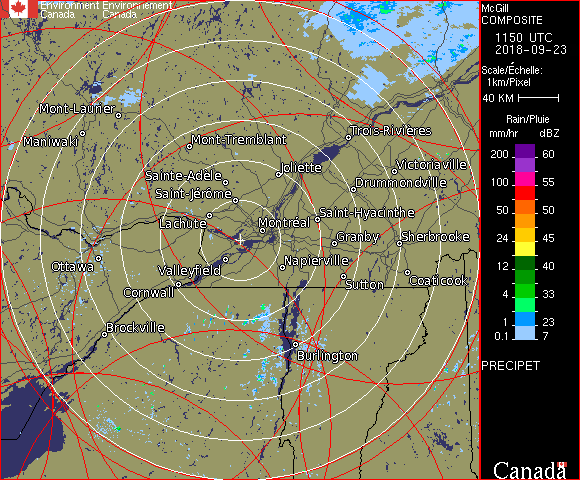 Environment Environnement
Canada Canada
McGill
COMPOSITE
1150 UTC
2018-09-23
Scale/Échelle:
1km/Pixel
40 KM
Rain/Pluie
mm/hr dBZ
200 60
100 55
50 50
24 45
12 40
4 33
1 23
0.1 7
PRECIPET
Canada
Mont-Laurier
Maniwaki
Mont-Tremblant
Trois-Rivières
Joliette
Victoriaville
Sainte-Adèle
Drummondville
Saint-Jérôme
Saint-Hyacinthe
Lachute
Montréal
Granby
Sherbrooke
Ottawa
Valleyfield
Napierville
Cornwall
Sutton
Coaticook
Brockville
Burlington